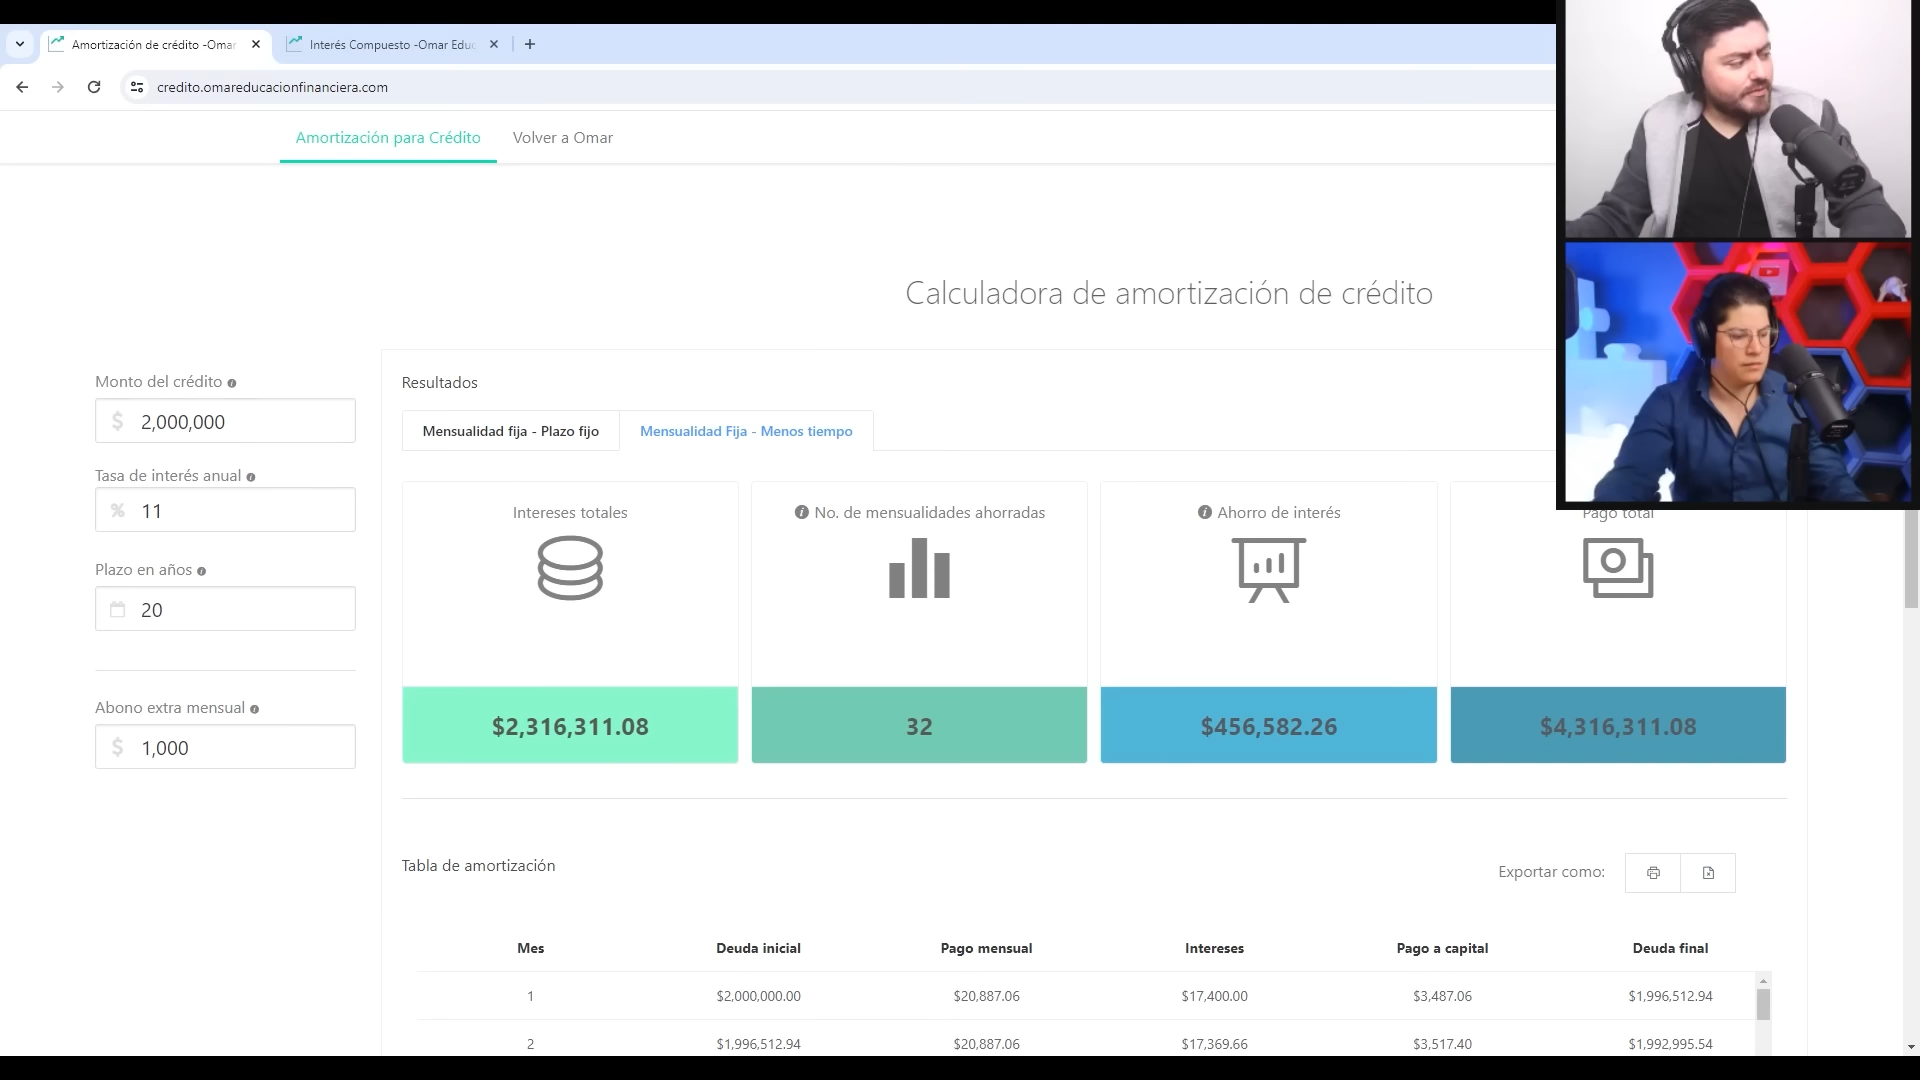 Amortización de crédito -Omar
Interés Compuesto -Omar Educ
credito.omareducacionfinanciera.com
Amortización para Crédito
Volver a Omar
Calculadora de amortización de crédito
Monto del crédito
$ 2,000,000
Tasa de interés anual
% 11
Plazo en años
20
Abono extra mensual
$ 1,000
Resultados
Mensualidad fija - Plazo fijo
Mensualidad Fija - Menos tiempo
Intereses totales
$2,316,311.08
No. de mensualidades ahorradas
32
Ahorro de interés
$456,582.26
Pago total
$4,316,311.08
Tabla de amortización
Exportar como:
Mes Deuda inicial Pago mensual Intereses Pago a capital Deuda final
1 $2,000,000.00 $20,887.06 $17,400.00 $3,487.06 $1,996,512.94
2 $1,996,512.94 $20,887.06 $17,369.66 $3,517.40 $1,992,995.54